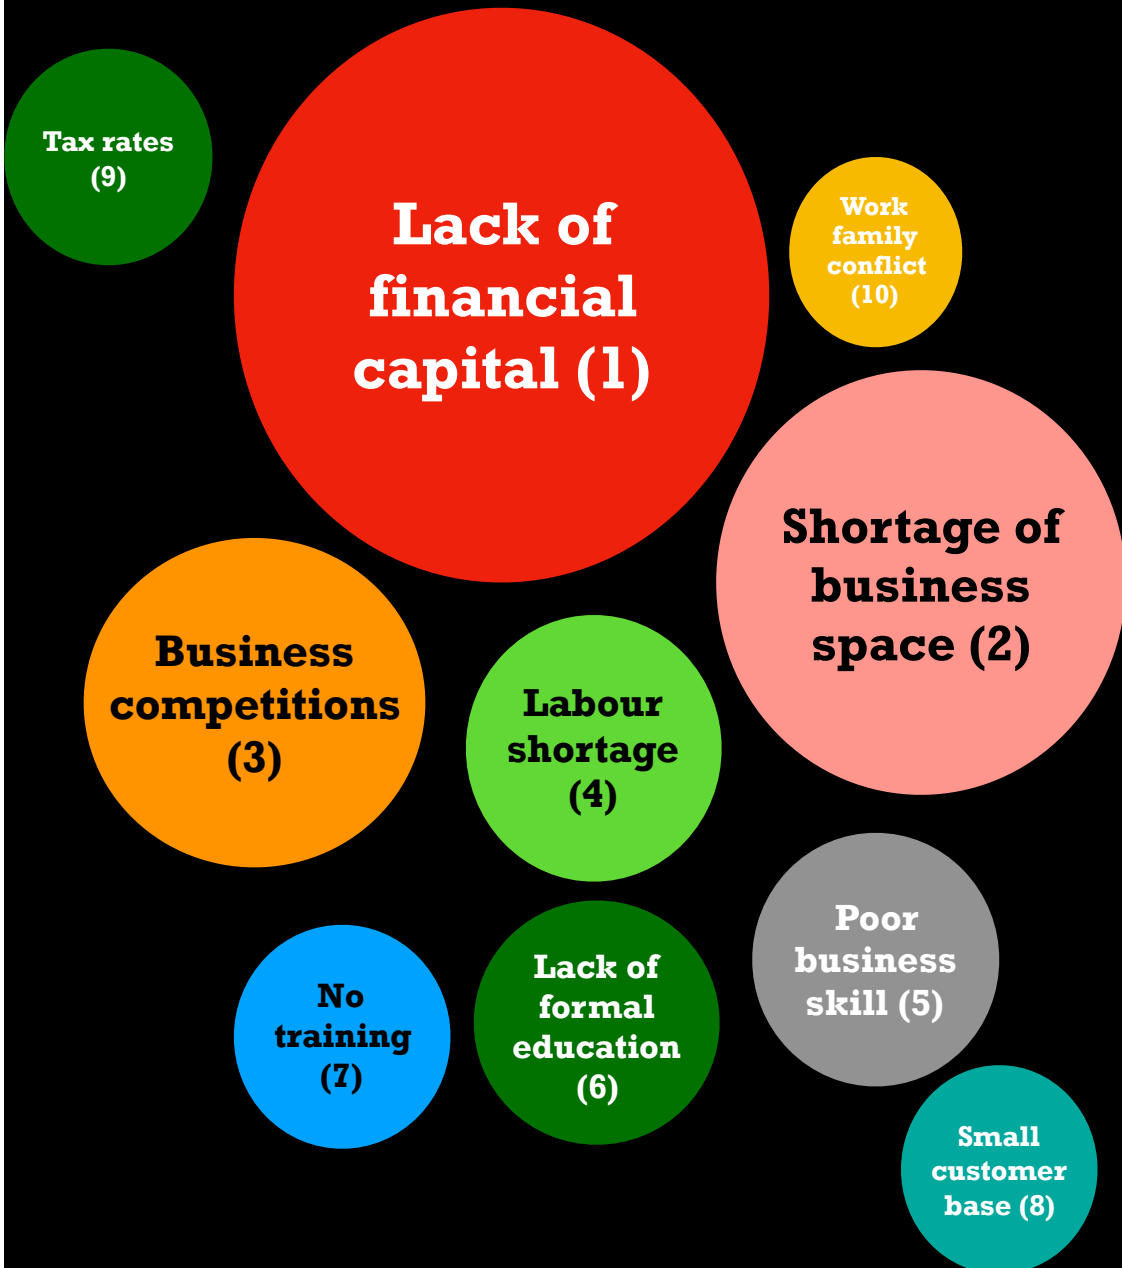 Tax rates
(9)
Lack of
financial
capital (1)
Work
family
conflict
(10)
Shortage of
business
space (2)
Business
competitions
(3)
Labour
shortage
(4)
Poor
business
skill (5)
Lack of
formal
education
(6)
No
training
(7)
Small
customer
base (8)